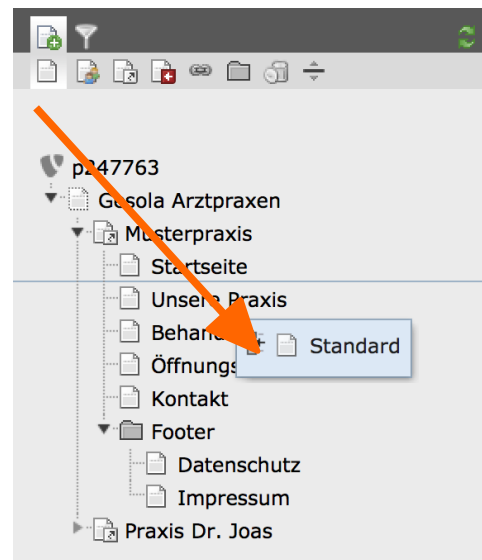 p247763
Gesola Arztpraxen
Musterpraxis
Startseite
Unsere Praxis
Standard
Kontakt
Footer
Datenschutz
Impressum
Praxis Dr. Joas